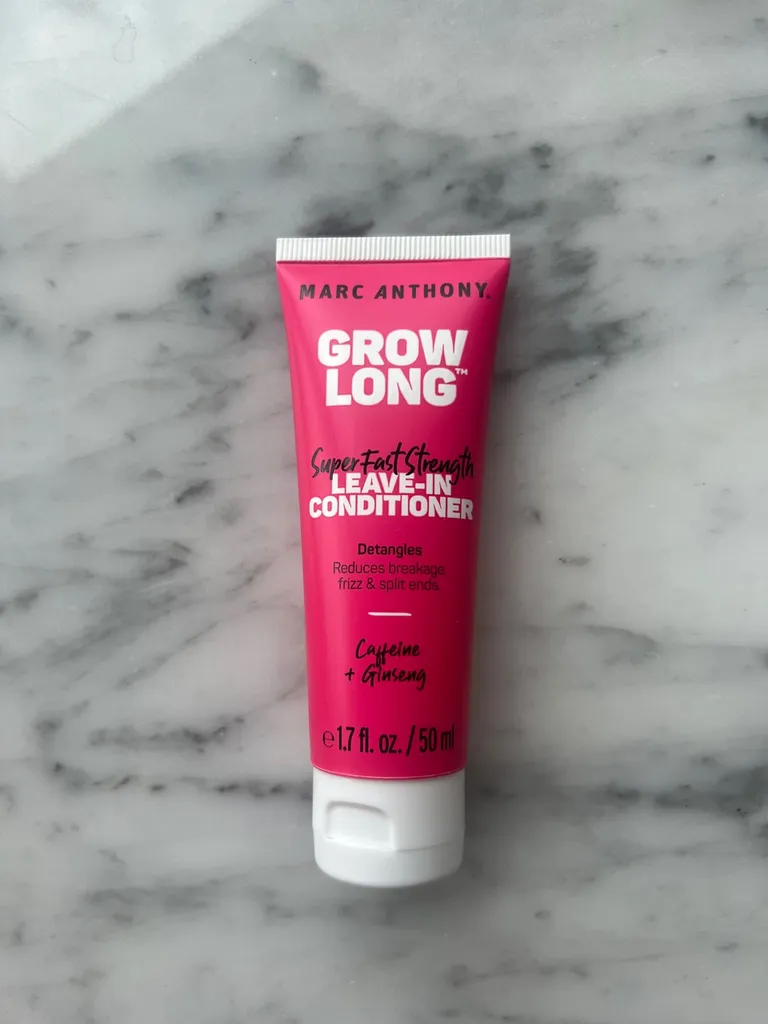 MARC ANTHONY.
GROW
LONG™
Super Fast Strength
LEAVE-IN
CONDITIONER
Detangles
Reduces breakage,
frizz & split ends.
Caffeine
+ Ginseng
℮ 1.7 fl. oz. / 50 ml